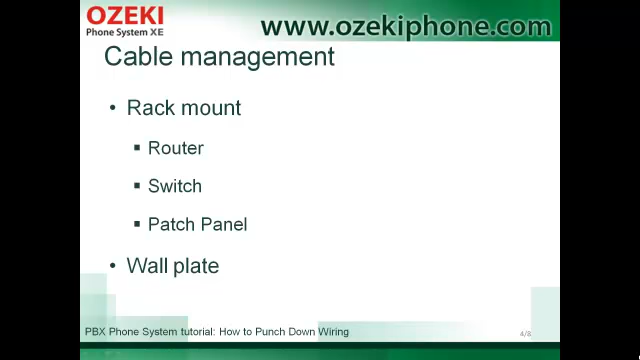 OZEKI
Phone System XE
www.ozekiphone.com
Cable management
• Rack mount
▪ Router
▪ Switch
▪ Patch Panel
• Wall plate
PBX Phone System tutorial: How to Punch Down Wiring
4/8